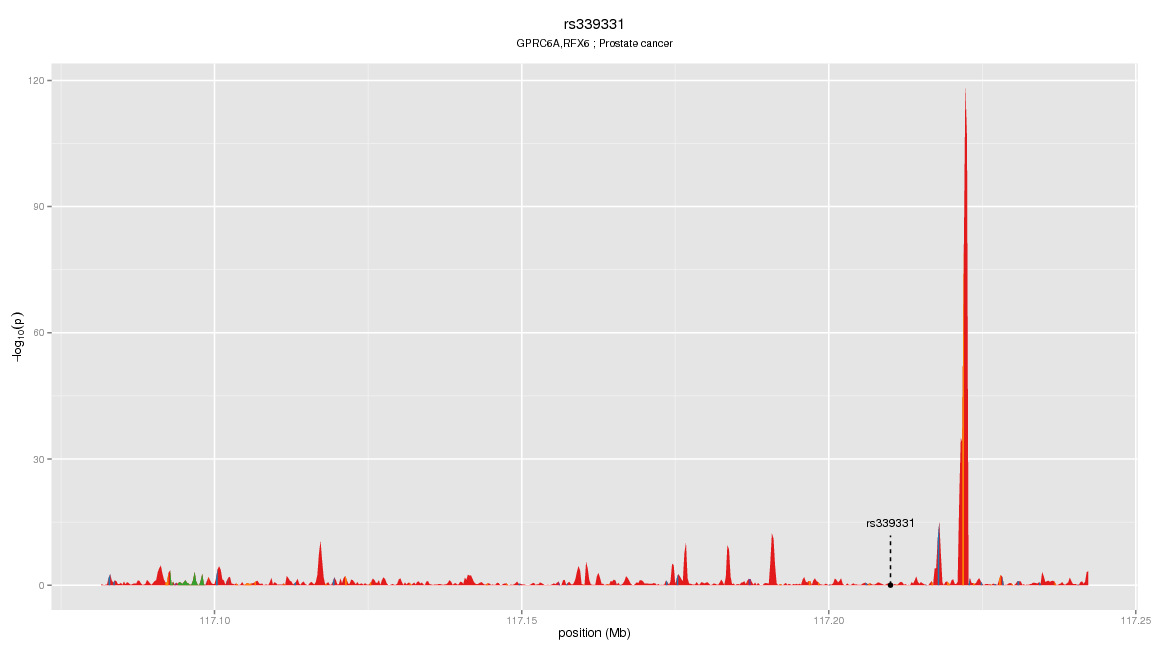 rs339331
GPRC6A,RFX6 ; Prostate cancer
120
90
60
30
0
−log10(p)
rs339331
117.10
117.15
117.20
117.25
position (Mb)